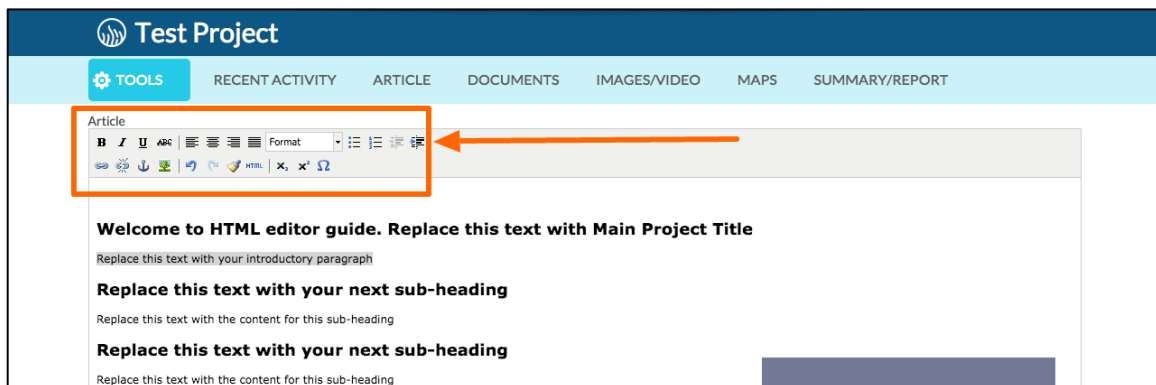 Test Project
TOOLS RECENT ACTIVITY ARTICLE DOCUMENTS IMAGES/VIDEO MAPS SUMMARY/REPORT
Article
B I U ABC Format
HTML x₂ x² Ω
Welcome to HTML editor guide. Replace this text with Main Project Title
Replace this text with your introductory paragraph
Replace this text with your next sub-heading
Replace this text with the content for this sub-heading
Replace this text with your next sub-heading
Replace this text with the content for this sub-heading